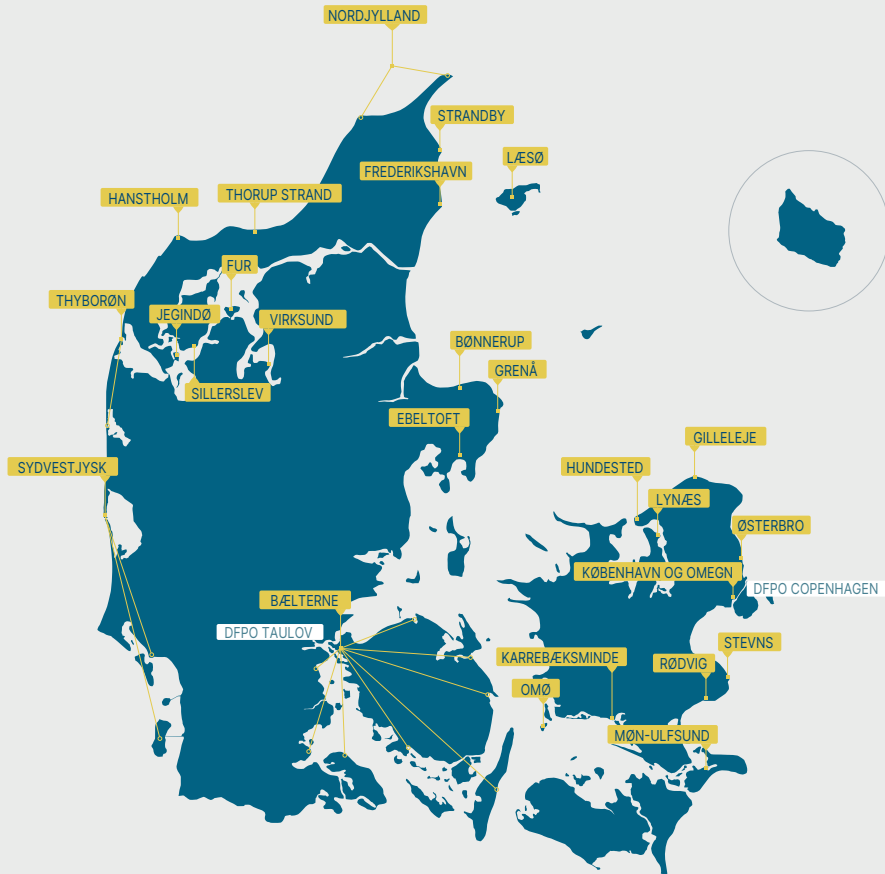 NORDJYLLAND
STRANDBY
LÆSØ
FREDERIKSHAVN
HANSTHOLM
THORUP STRAND
FUR
THYBORØN
JEGINDØ
VIRKSUND
BØNNERUP
GRENÅ
SILLERSLEV
EBELTOFT
GILLELEJE
SYDVESTJYSK
HUNDESTED
LYNÆS
ØSTERBRO
KØBENHAVN OG OMEGN
DFPO COPENHAGEN
BÆLTERNE
DFPO TAULOV
STEVNS
KARREBÆKSMINDE
RØDVIG
OMØ
MØN-ULFSUND